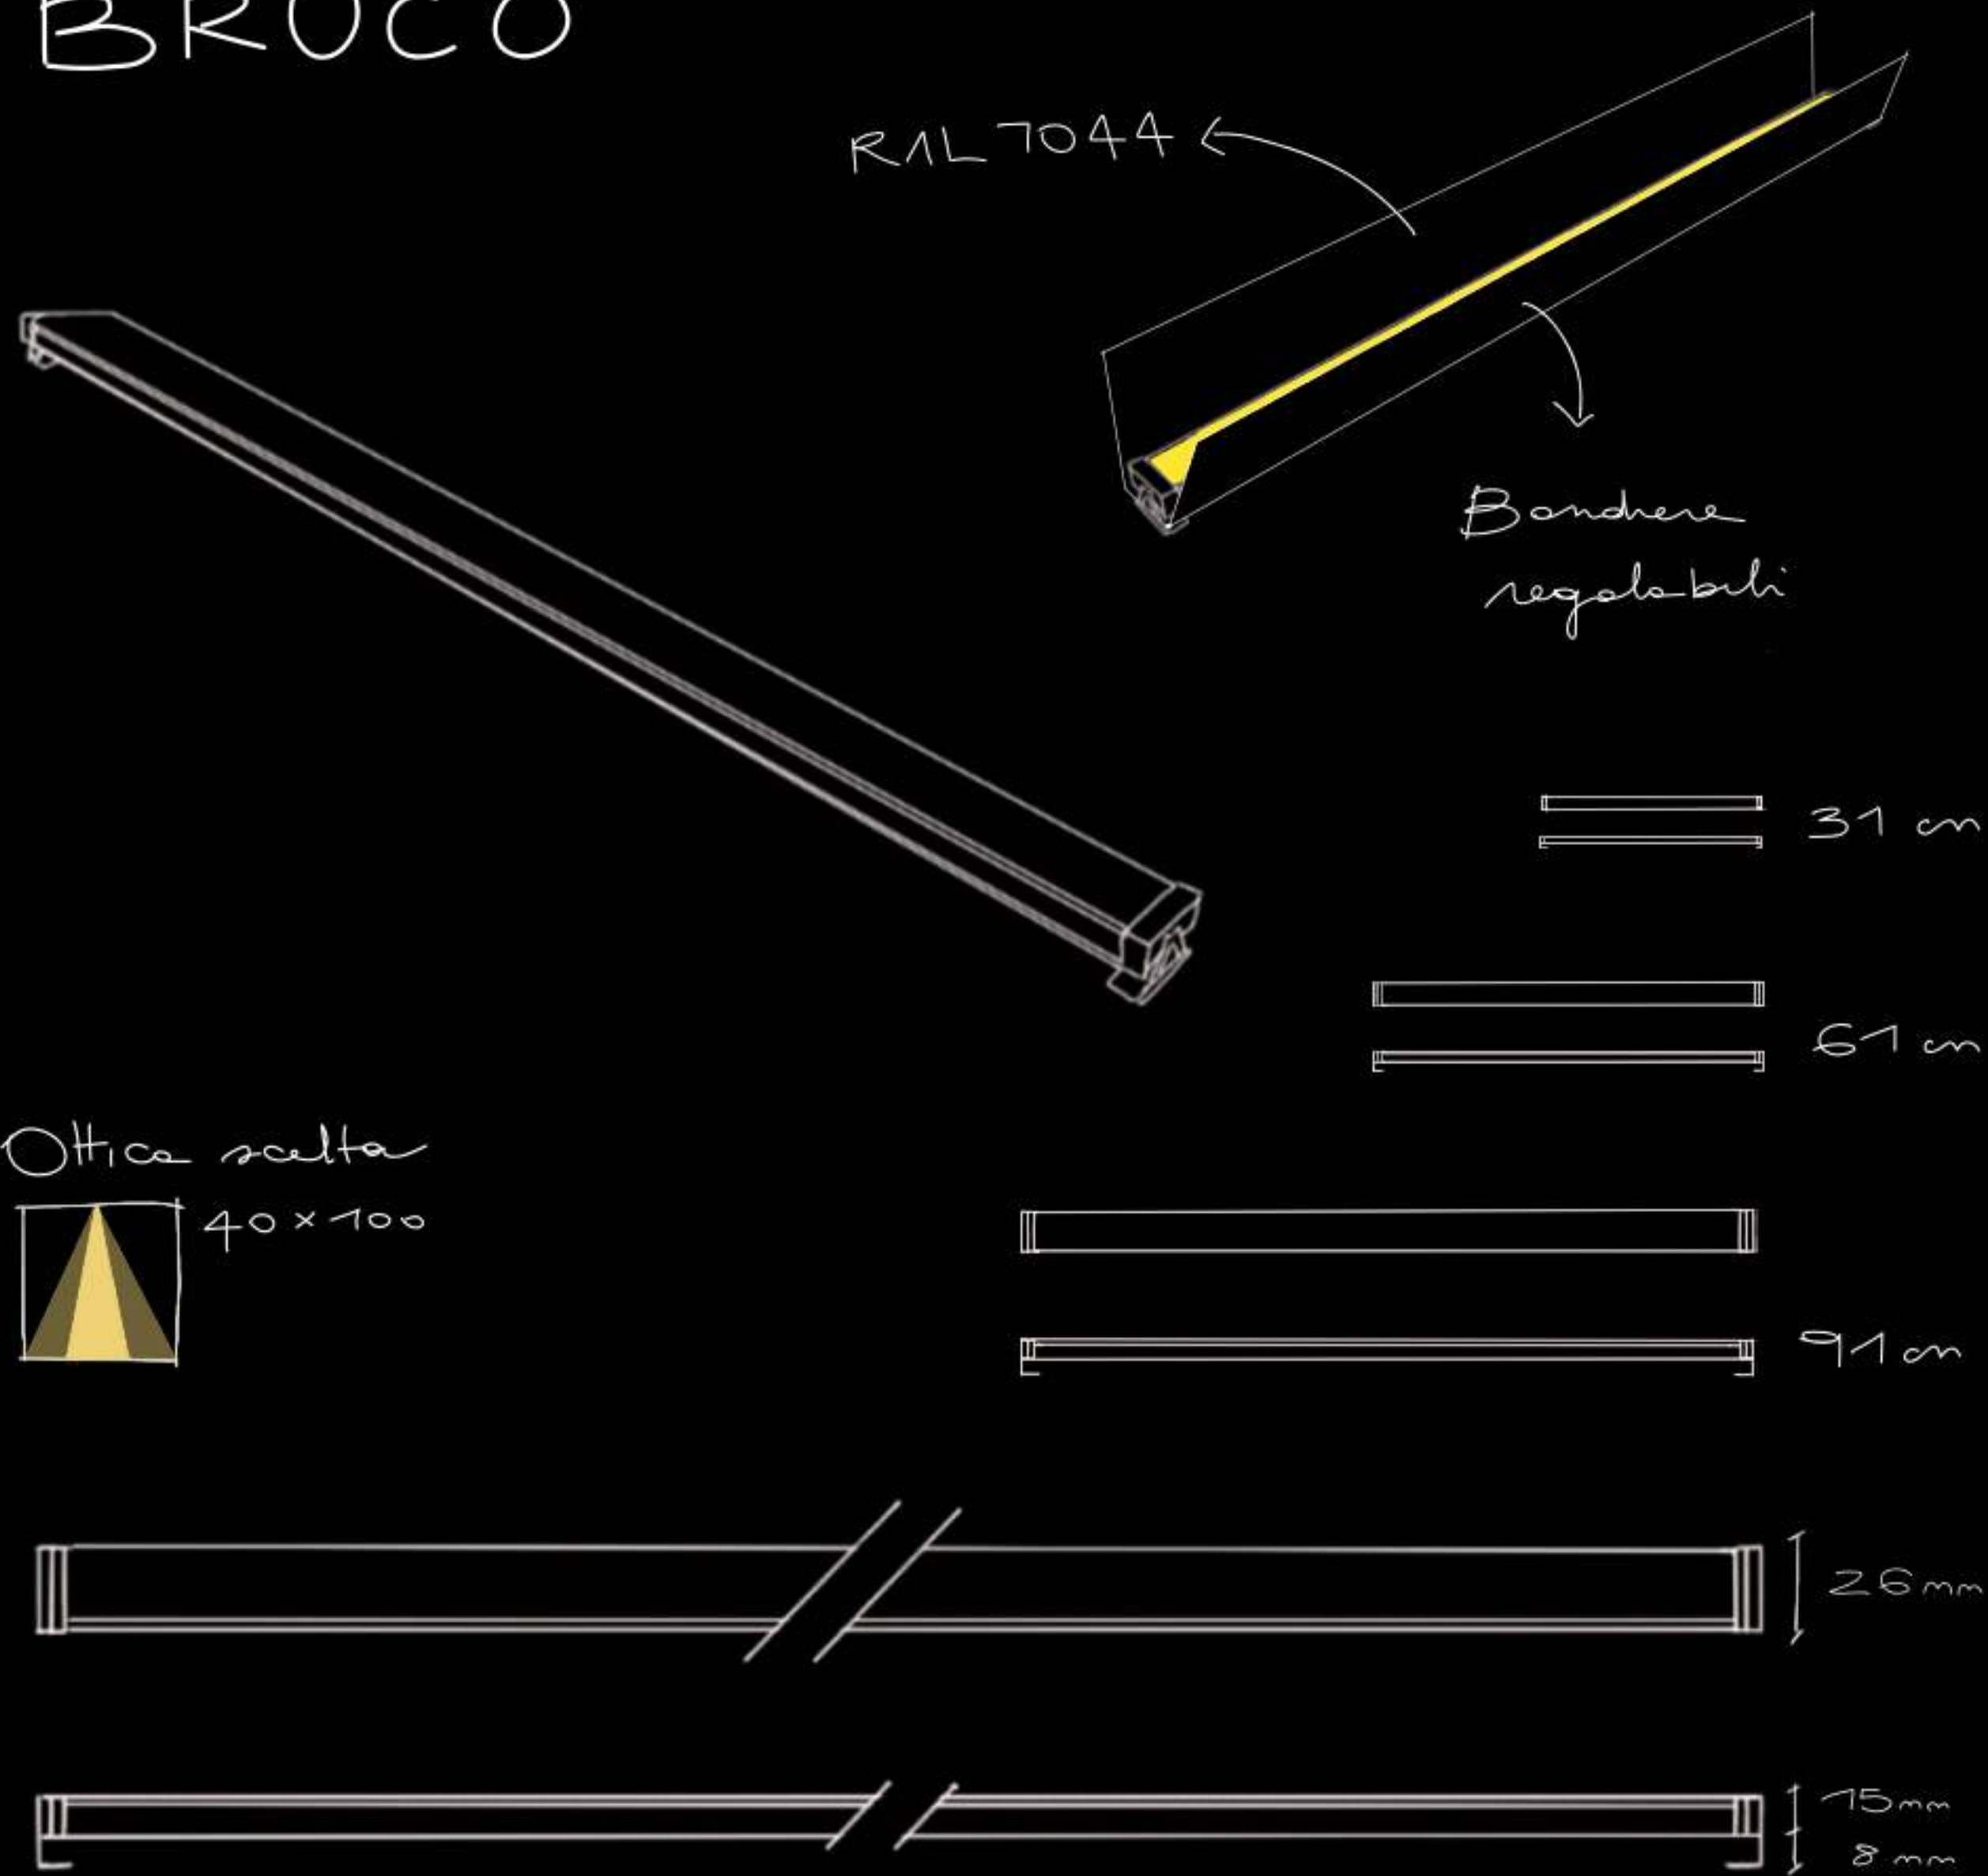 BRUCO
RAL 7044
Bandiere
regolabili
31 cm
61 cm
Ottica scelta
40 x 100
91 cm
26 mm
15 mm
8 mm